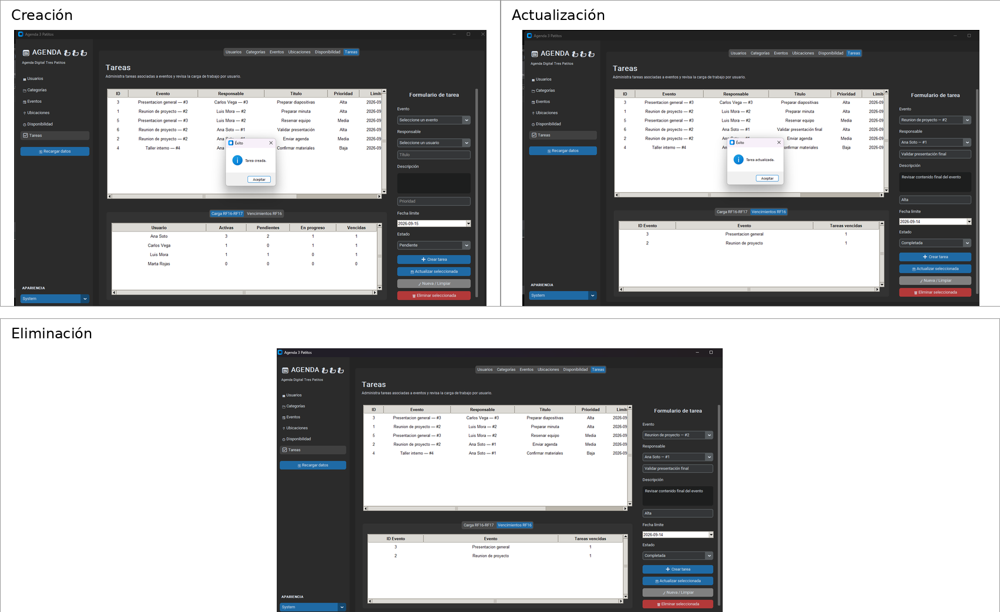 Creación
Agenda 3 Patitos
AGENDA
Agenda Digital Tres Patitos
Usuarios
Categorías
Eventos
Ubicaciones
Disponibilidad
Tareas
Recargar datos
APARIENCIA
System
Usuarios Categorías Eventos Ubicaciones Disponibilidad Tareas
Tareas
Administra tareas asociadas a eventos y revisa la carga de trabajo por usuario.
ID Evento Responsable Título Prioridad Límite
3 Presentacion general — #3 Carlos Vega — #3 Preparar diapositivas Alta 2026-09
1 Reunion de proyecto — #2 Luis Mora — #2 Preparar minuta Alta 2026-09
5 Presentacion general — #3 Luis Mora — #2 Reservar equipo Media 2026-09
6 Reunion de proyecto — #2 Ana Soto — #1 Validar presentación Alta 2026-09
2 Reunion de proyecto — #2 Ana Enviar agenda Media 2026-09
4 Taller interno — #4 Ana Confirmar materiales Baja 2026-09
Éxito
Tarea creada.
Aceptar
Carga RF16-RF17 Vencimientos RF16
Usuario Activas Pendientes En progreso Vencidas
Ana Soto 3 2 1 1
Carlos Vega 1 0 1 1
Luis Mora 1 1 0 1
Marta Rojas 0 0 0 0
Formulario de tarea
Evento
Seleccione un evento
Responsable
Seleccione un usuario
Título
Descripción
Prioridad
Fecha límite
2026-09-15
Estado
Pendiente
Crear tarea
Actualizar seleccionada
Nueva / Limpiar
Eliminar seleccionada
Actualización
Agenda 3 Patitos
AGENDA
Agenda Digital Tres Patitos
Usuarios
Categorías
Eventos
Ubicaciones
Disponibilidad
Tareas
Recargar datos
APARIENCIA
System
Usuarios Categorías Eventos Ubicaciones Disponibilidad Tareas
Tareas
Administra tareas asociadas a eventos y revisa la carga de trabajo por usuario.
ID Evento Responsable Título Prioridad Límite
3 Presentacion general — #3 Carlos Vega — #3 Preparar diapositivas Alta 2026-09
1 Reunion de proyecto — #2 Luis Mora — #2 Preparar minuta Alta 2026-09
5 Presentacion general — #3 Luis Mora — #2 Reservar equipo Media 2026-09
6 Reunion de proyecto — #2 Ana Soto — #1 Validar presentación final Alta 2026-09
2 Reunion de proyecto — #2 Ana Soto — #1 Enviar agenda Media 2026-09
4 Taller interno — #4 onfirmar materiales Baja 2026-09
Éxito
Tarea actualizada.
Aceptar
Carga RF16-RF17 Vencimientos RF16
ID Evento Evento Tareas vencidas
3 Presentacion general 1
2 Reunion de proyecto 1
Formulario de tarea
Evento
Reunion de proyecto — #2
Responsable
Ana Soto — #1
Validar presentación final
Descripción
Revisar contenido final del evento
Alta
Fecha límite
2026-09-14
Estado
Completada
Crear tarea
Actualizar seleccionada
Nueva / Limpiar
Eliminar seleccionada
Eliminación
Agenda 3 Patitos
AGENDA
Agenda Digital Tres Patitos
Usuarios
Categorías
Eventos
Ubicaciones
Disponibilidad
Tareas
Recargar datos
APARIENCIA
System
Usuarios Categorías Eventos Ubicaciones Disponibilidad Tareas
Tareas
Administra tareas asociadas a eventos y revisa la carga de trabajo por usuario.
ID Evento Responsable Título Prioridad Límite
3 Presentacion general — #3 Carlos Vega — #3 Preparar diapositivas Alta 2026-09
1 Reunion de proyecto — #2 Luis Mora — #2 Preparar minuta Alta 2026-09
5 Presentacion general — #3 Luis Mora — #2 Reservar equipo Media 2026-09
2 Reunion de proyecto — #2 Ana Soto — #1 Enviar agenda Media 2026-09
4 Taller interno — #4 Ana Soto — #1 Confirmar materiales Baja 2026-09
Carga RF16-RF17 Vencimientos RF16
ID Evento Evento Tareas vencidas
3 Presentacion general 1
2 Reunion de proyecto 1
Formulario de tarea
Evento
Reunion de proyecto — #2
Responsable
Ana Soto — #1
Validar presentación final
Descripción
Revisar contenido final del evento
Alta
Fecha límite
2026-09-14
Estado
Completada
Crear tarea
Actualizar seleccionada
Nueva / Limpiar
Eliminar seleccionada